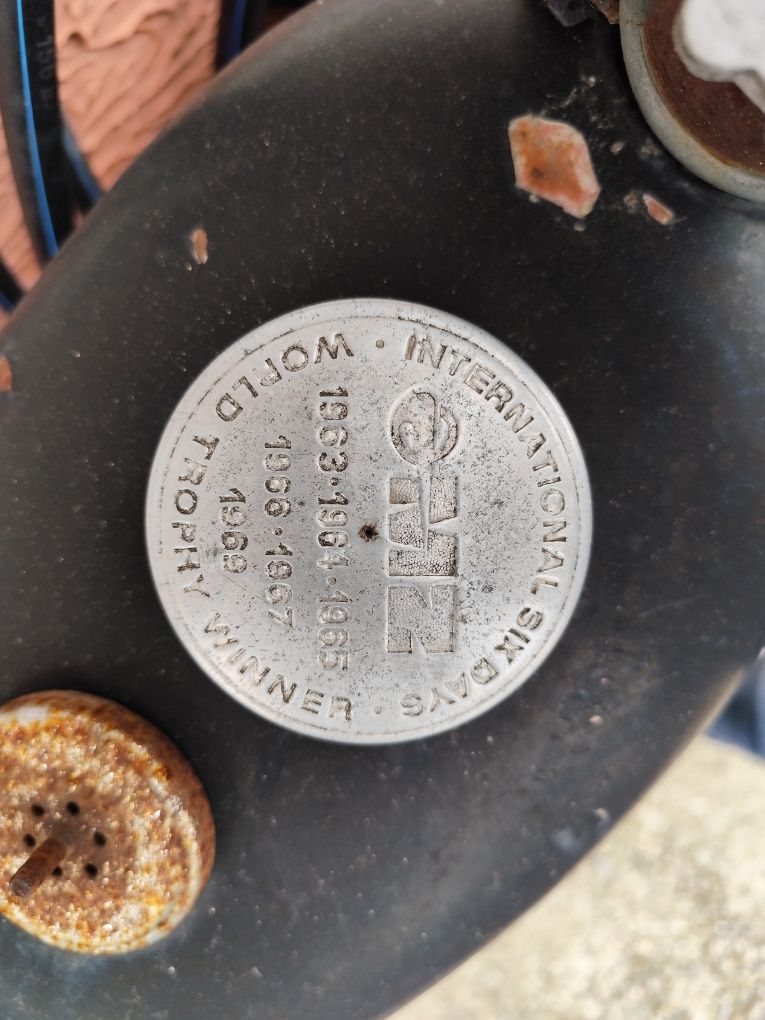 INTERNATIONAL SIX DAYS
MZ
1963·1964·1965
1966·1967
1969
WORLD TROPHY WINNER